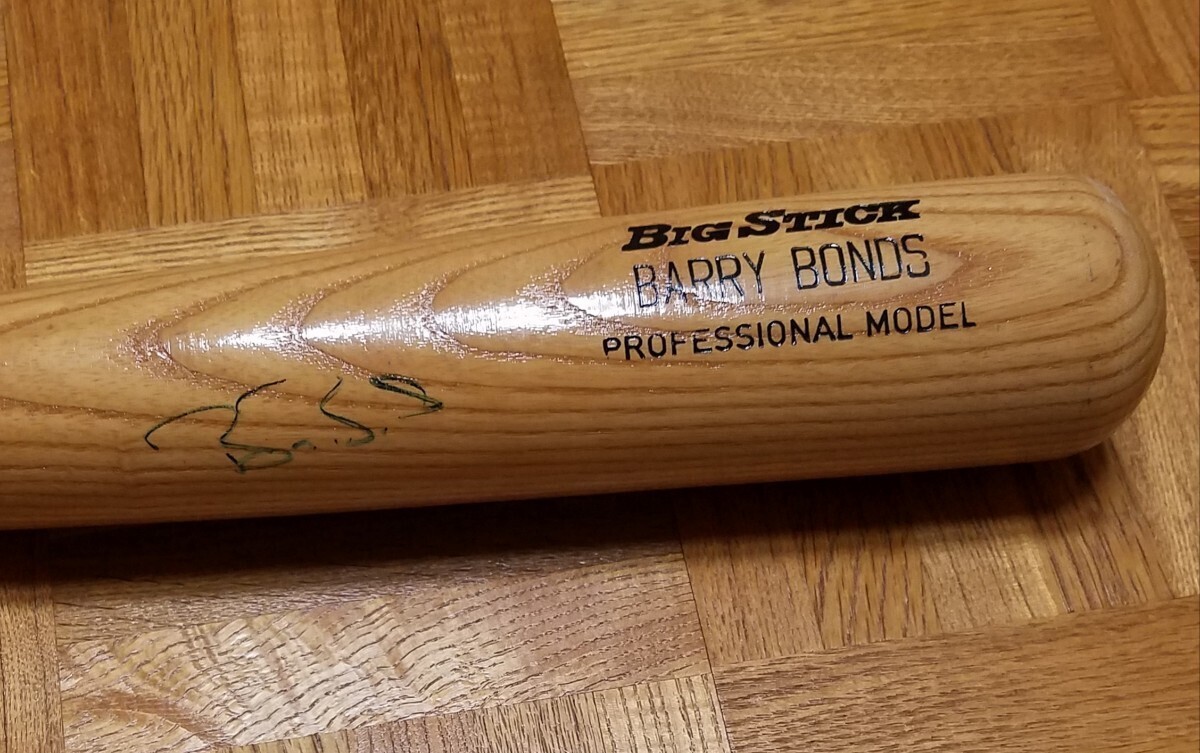 BIG STICK
BARRY BONDS
PROFESSIONAL MODEL